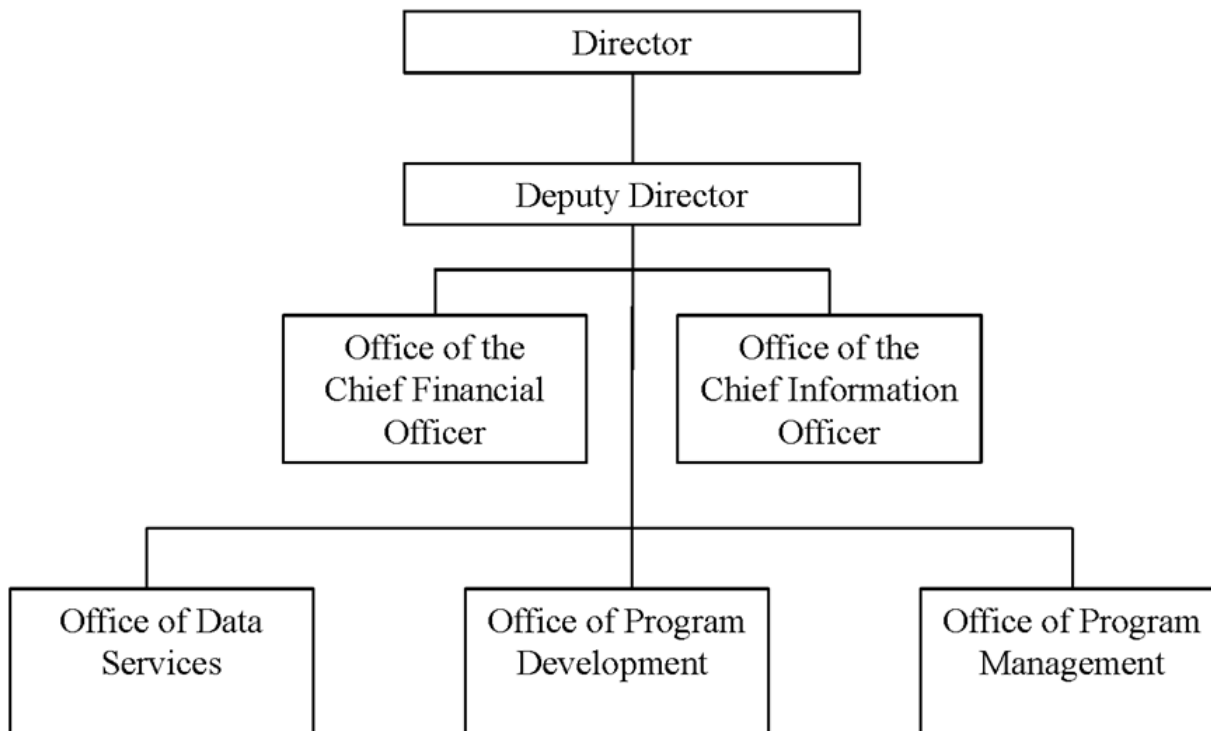 Director
Deputy Director
Office of the
Chief Financial
Officer
Office of the
Chief Information
Officer
Office of Data
Services
Office of Program
Development
Office of Program
Management